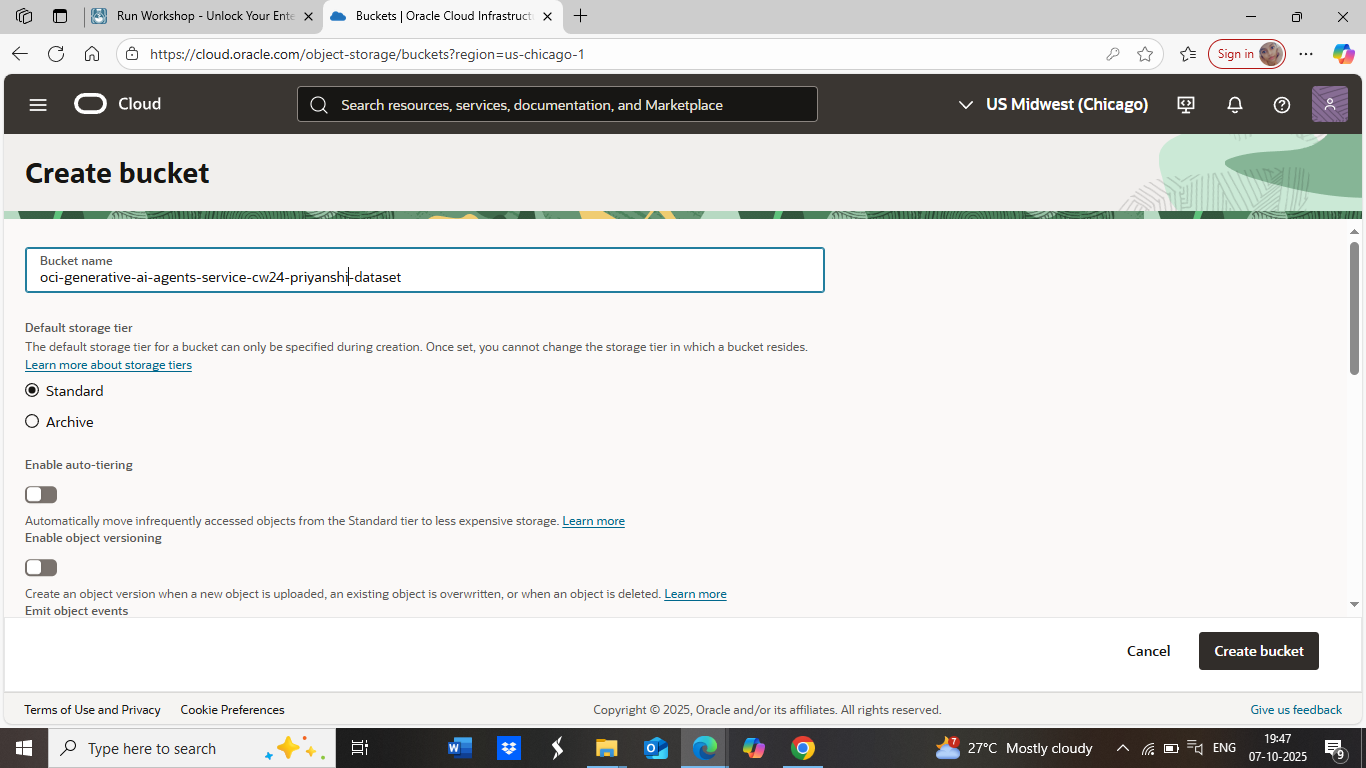 Run Workshop - Unlock Your Ente
Buckets | Oracle Cloud Infrastruct
https://cloud.oracle.com/object-storage/buckets?region=us-chicago-1
Sign in
Cloud
Search resources, services, documentation, and Marketplace
US Midwest (Chicago)
Create bucket
Bucket name
oci-generative-ai-agents-service-cw24-priyanshi-dataset
Default storage tier
The default storage tier for a bucket can only be specified during creation. Once set, you cannot change the storage tier in which a bucket resides.
Learn more about storage tiers
Standard
Archive
Enable auto-tiering
Automatically move infrequently accessed objects from the Standard tier to less expensive storage. Learn more
Enable object versioning
Create an object version when a new object is uploaded, an existing object is overwritten, or when an object is deleted. Learn more
Emit object events
Cancel
Create bucket
Terms of Use and Privacy
Cookie Preferences
Copyright © 2025, Oracle and/or its affiliates. All rights reserved.
Give us feedback
Type here to search
7
27°C Mostly cloudy
ENG
19:47
07-10-2025
9